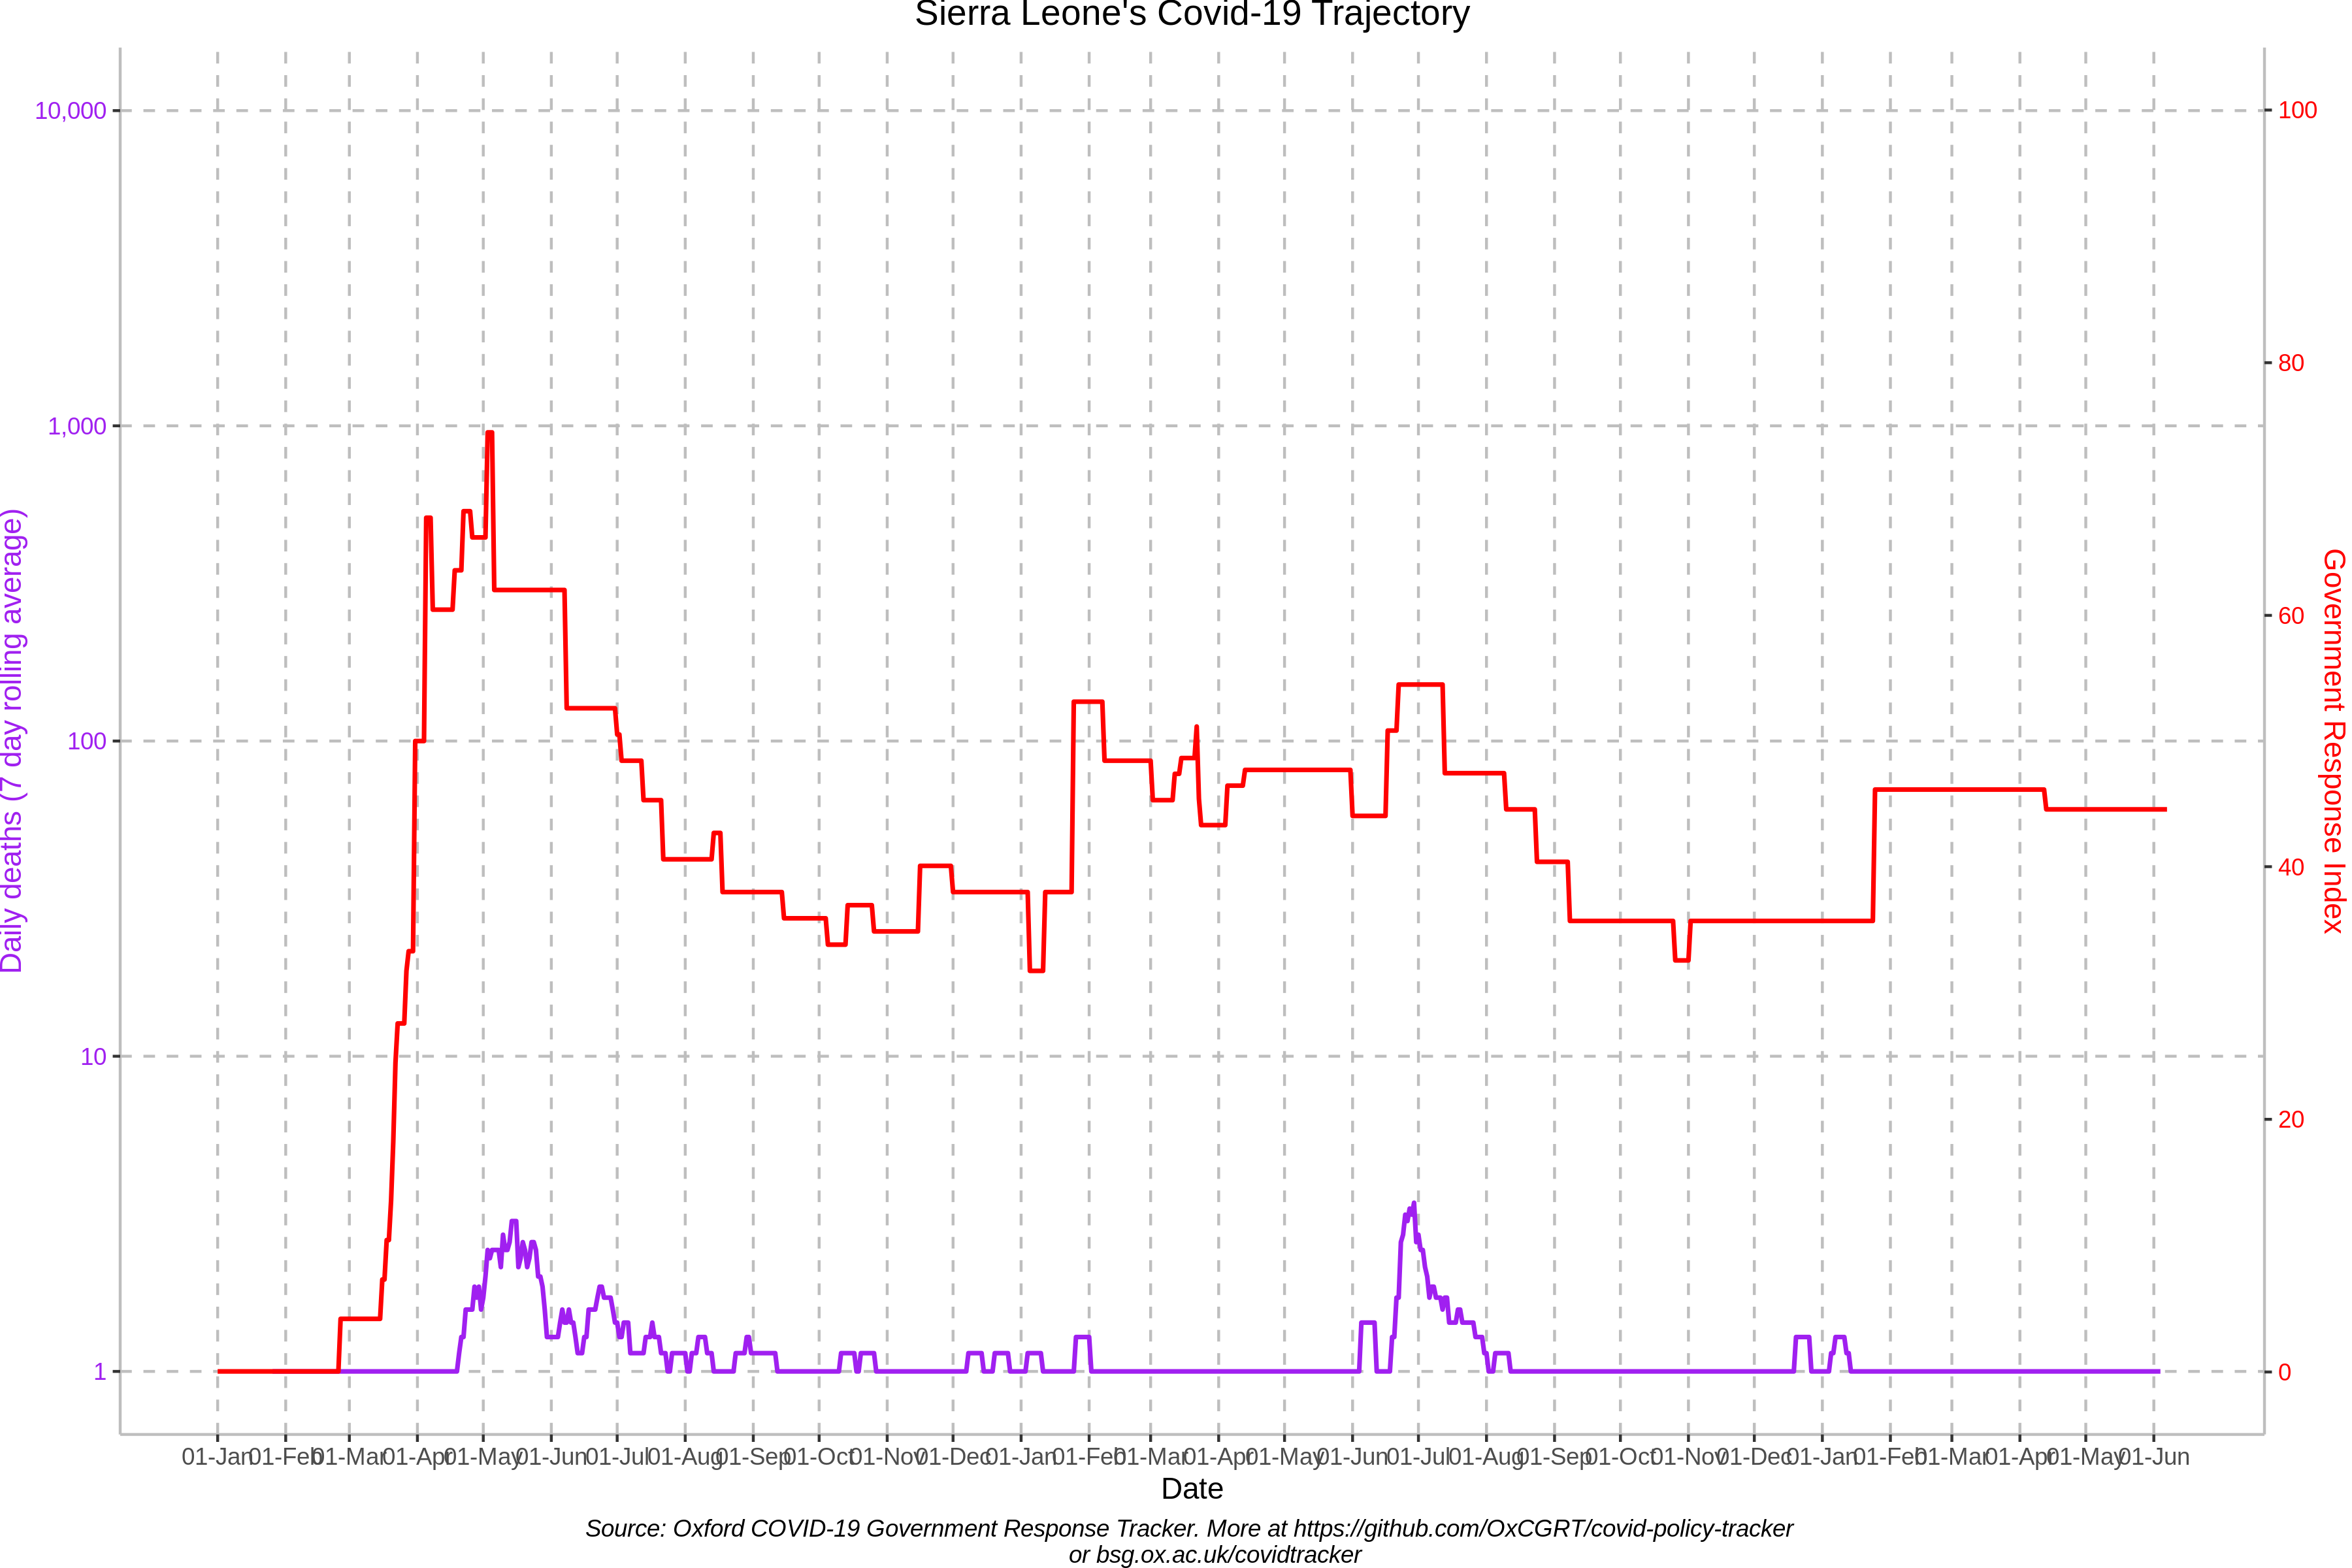 Sierra Leone's Covid-19 Trajectory
10,000
1,000
100
10
1
Daily deaths (7 day rolling average)
100
80
60
40
20
0
Government Response Index
01-Jan 01-Feb 01-Mar 01-Apr 01-May 01-Jun 01-Jul 01-Aug 01-Sep 01-Oct 01-Nov 01-Dec 01-Jan 01-Feb 01-Mar 01-Apr 01-May 01-Jun 01-Jul 01-Aug 01-Sep 01-Oct 01-Nov 01-Dec 01-Jan 01-Feb 01-Mar 01-Apr 01-May 01-Jun
Date
Source: Oxford COVID-19 Government Response Tracker. More at https://github.com/OxCGRT/covid-policy-tracker
or bsg.ox.ac.uk/covidtracker